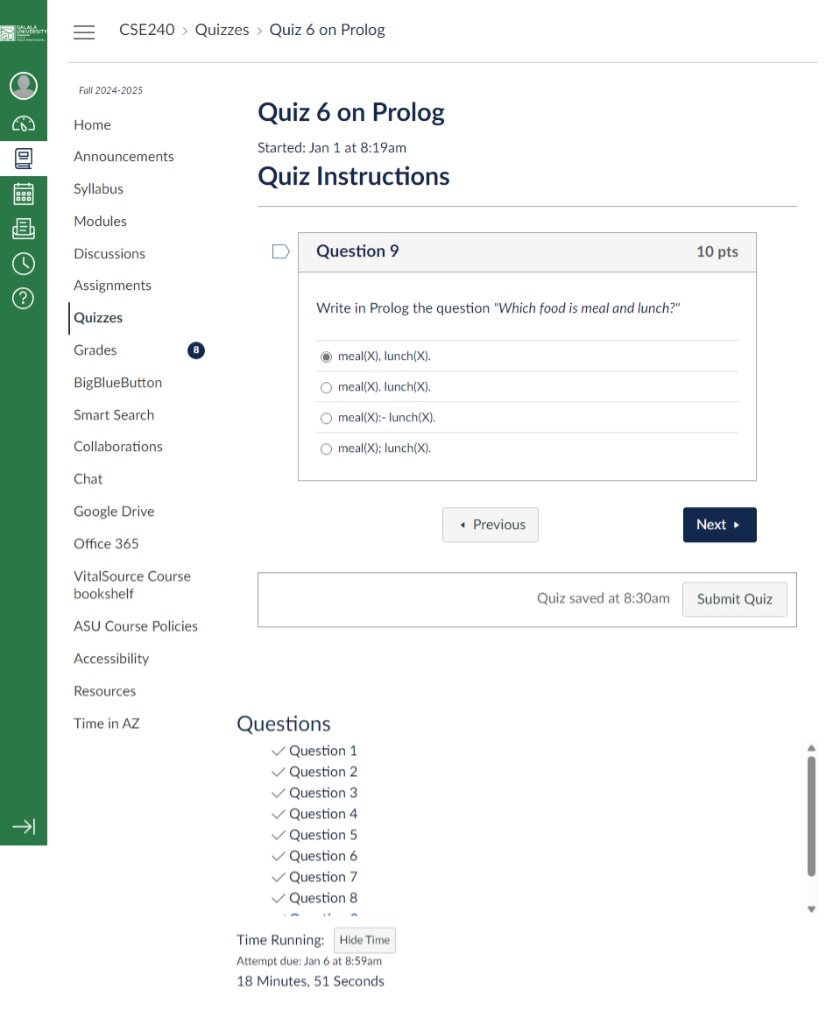 GALALA
UNIVERSITY
CSE240 › Quizzes › Quiz 6 on Prolog
Fall 2024-2025
Home
Announcements
Syllabus
Modules
Discussions
Assignments
Quizzes
Grades 8
BigBlueButton
Smart Search
Collaborations
Chat
Google Drive
Office 365
VitalSource Course
bookshelf
ASU Course Policies
Accessibility
Resources
Time in AZ
Quiz 6 on Prolog
Started: Jan 1 at 8:19am
Quiz Instructions
Question 9 10 pts
Write in Prolog the question "Which food is meal and lunch?"
meal(X), lunch(X).
meal(X). lunch(X).
meal(X):- lunch(X).
meal(X); lunch(X).
Previous Next
Quiz saved at 8:30am Submit Quiz
Questions
Question 1
Question 2
Question 3
Question 4
Question 5
Question 6
Question 7
Question 8
Time Running: Hide Time
Attempt due: Jan 6 at 8:59am
18 Minutes, 51 Seconds